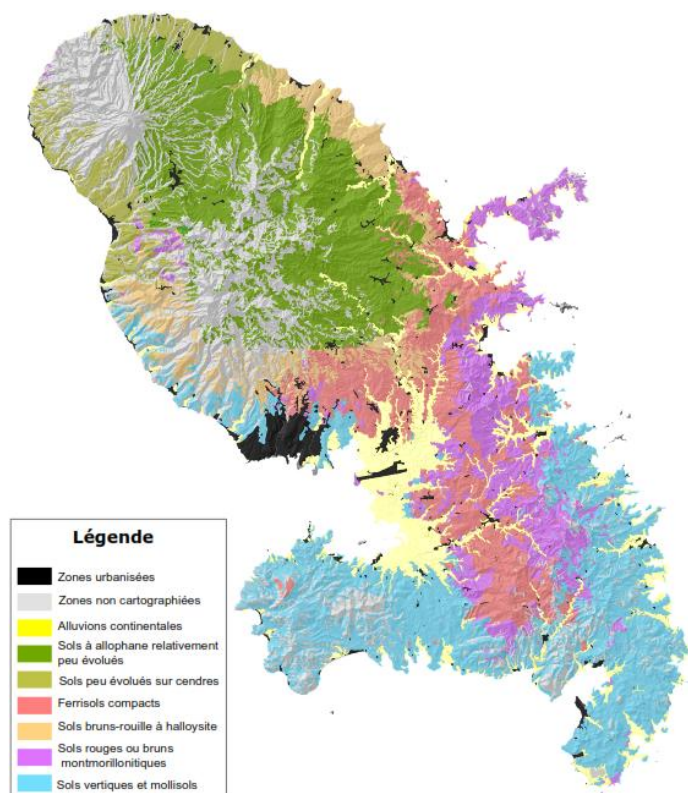 Légende
Zones urbanisées
Zones non cartographiées
Alluvions continentales
Sols à allophane relativement
peu évolués
Sols peu évolués sur cendres
Ferrisols compacts
Sols bruns-rouille à halloysite
Sols rouges ou bruns
montmorillonitiques
Sols vertiques et mollisols